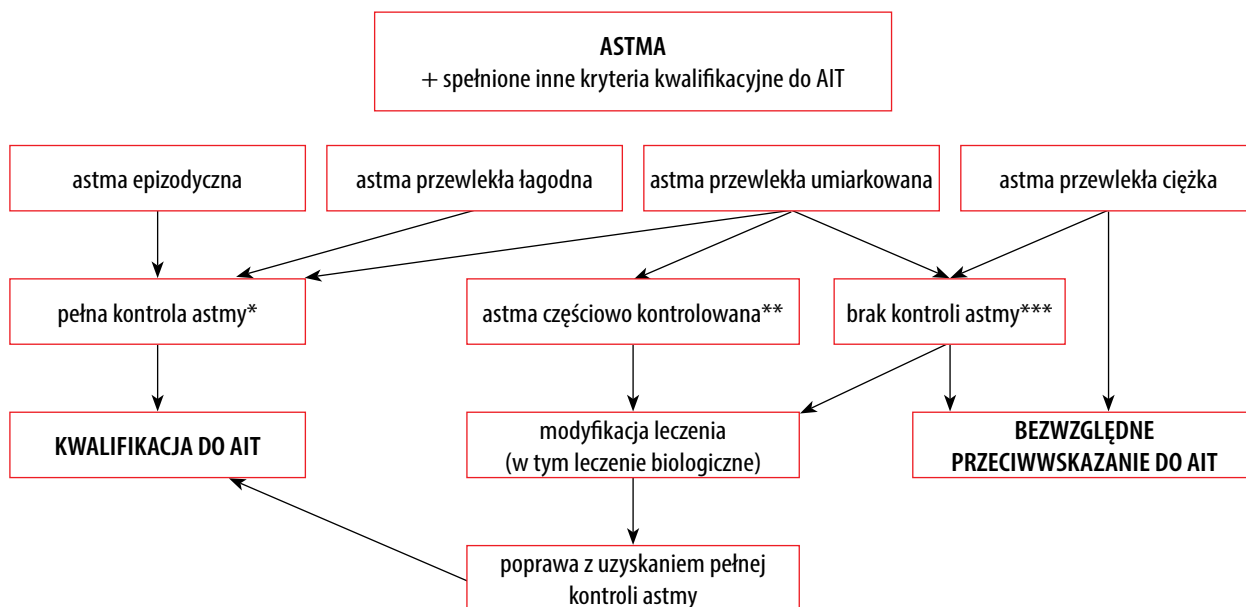 ASTMA
+ spełnione inne kryteria kwalifikacyjne do AIT
astma epizodyczna
astma przewlekła łagodna
astma przewlekła umiarkowana
astma przewlekła ciężka
pełna kontrola astmy*
astma częściowo kontrolowana**
brak kontroli astmy***
KWALIFIKACJA DO AIT
modyfikacja leczenia
(w tym leczenie biologiczne)
BEZWZGLĘDNE
PRZECIWWSKAZANIE DO AIT
poprawa z uzyskaniem pełnej
kontroli astmy